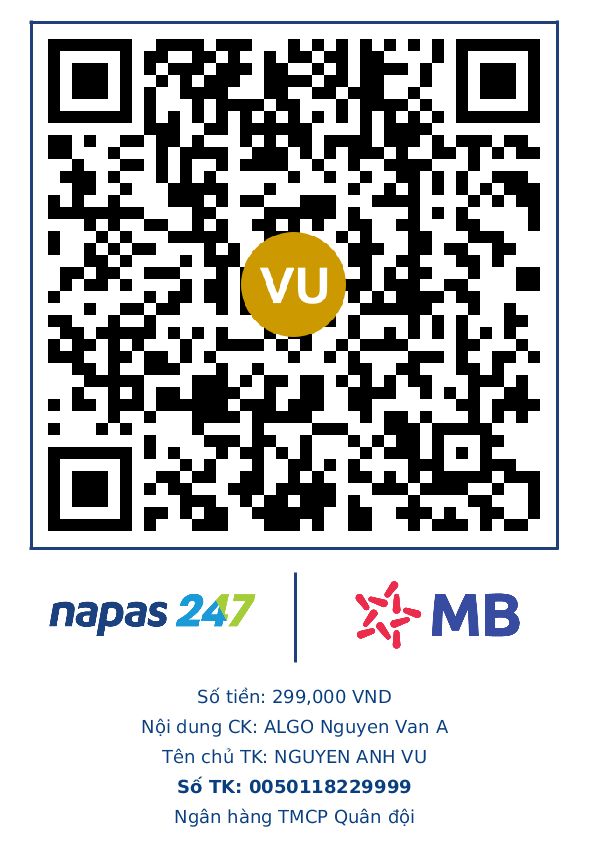 VU
napas 247
MB
Số tiền: 299,000 VND
Nội dung CK: ALGO Nguyen Van A
Tên chủ TK: NGUYEN ANH VU
Số TK: 0050118229999
Ngân hàng TMCP Quân đội